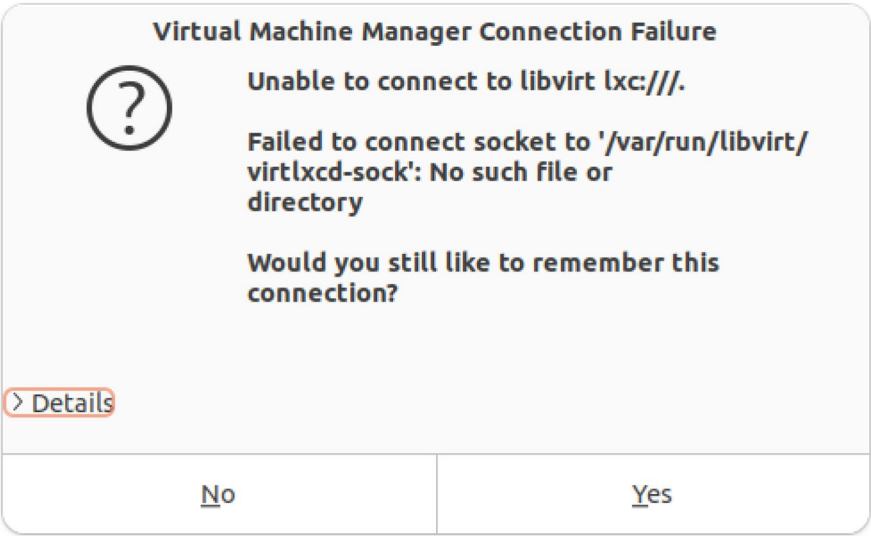 Virtual Machine Manager Connection Failure
?
Unable to connect to libvirt lxc:///.
Failed to connect socket to '/var/run/libvirt/
virtlxcd-sock': No such file or
directory
Would you still like to remember this
connection?
> Details
No
Yes